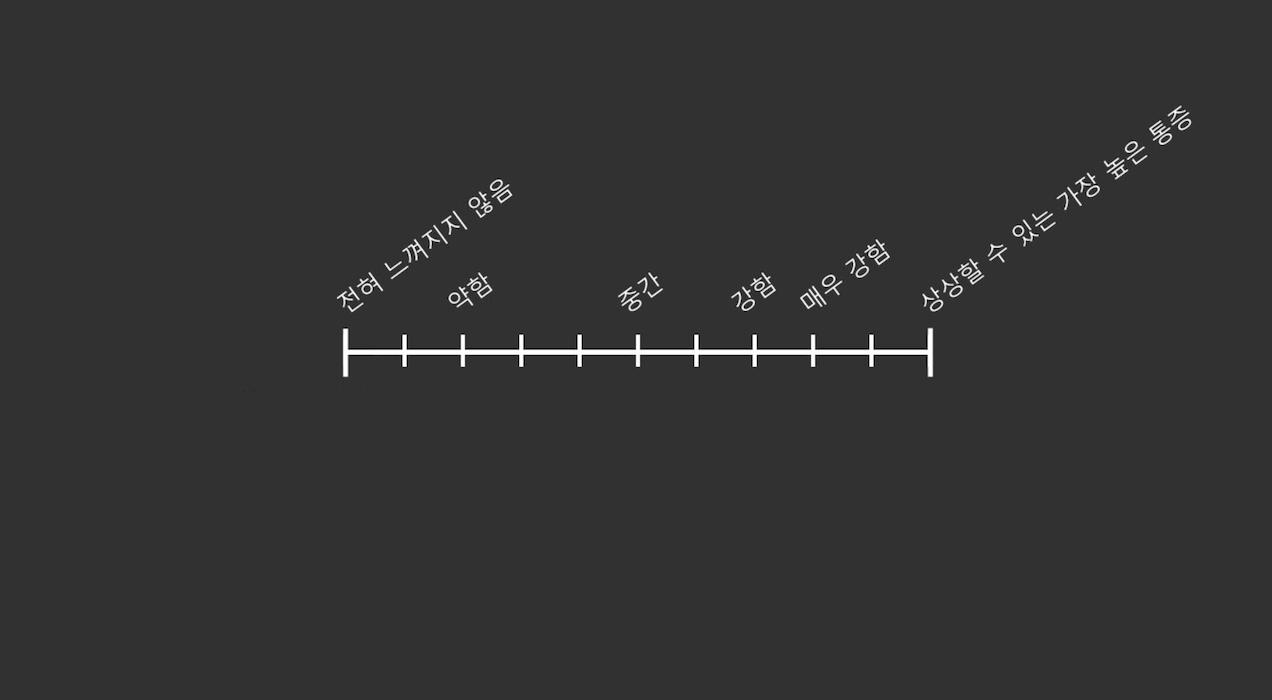 전혀 느껴지지 않음
약함
중간
강함
매우 강함
상상할 수 있는 가장 높은 통증